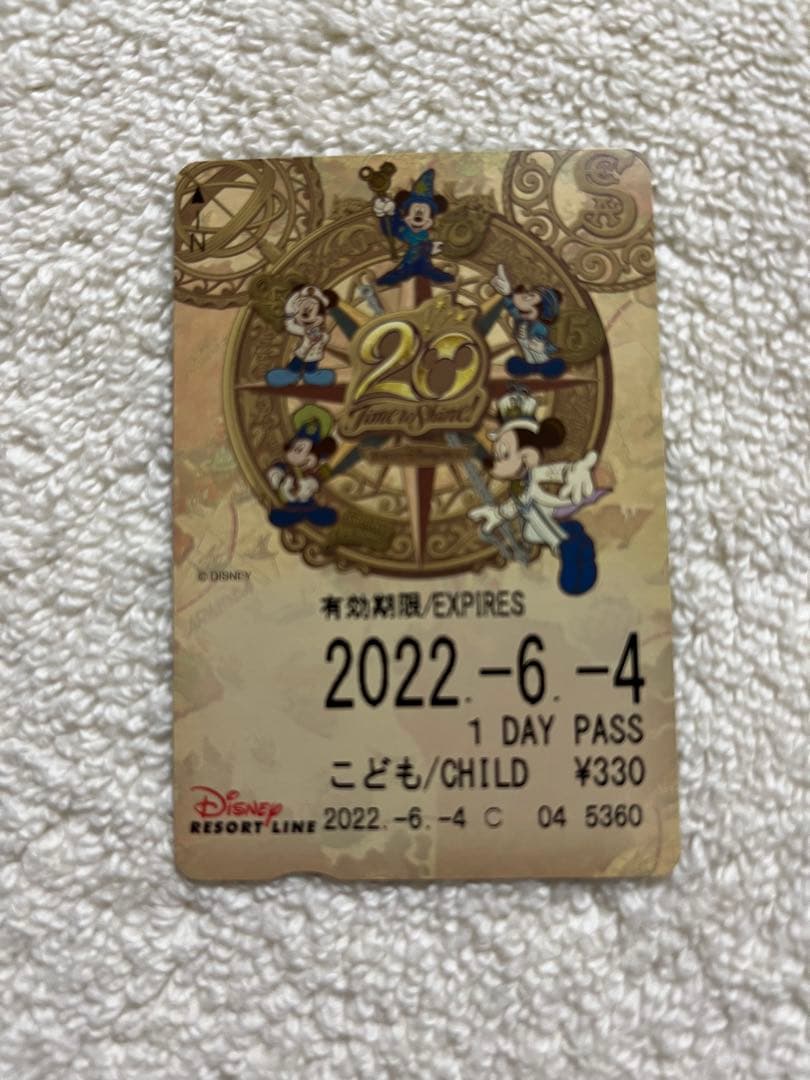 N
S
15
20
Time to Shine!
© DISNEY
有効期限/EXPIRES
2022.-6.-4
1 DAY PASS
こども/CHILD ¥330
Disney
RESORT LINE
2022.-6.-4 C 04 5360